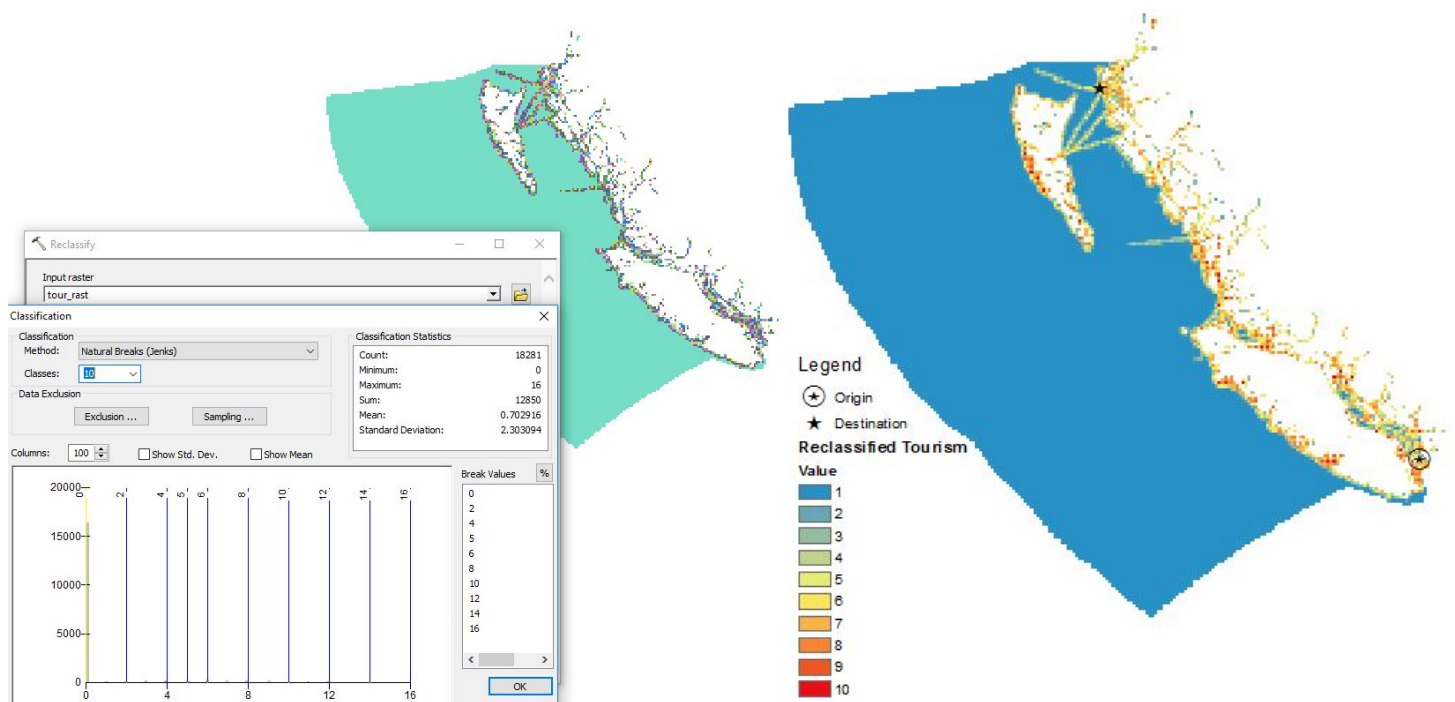 Reclassify
Input raster
tour_rast
Classification
Classification
Method: Natural Breaks (Jenks)
Classes: 10
Data Exclusion
Exclusion ... Sampling ...
Columns: 100 Show Std. Dev. Show Mean
Classification Statistics
Count: 18281
Minimum: 0
Maximum: 16
Sum: 12850
Mean: 0.702916
Standard Deviation: 2.303094
Break Values %
0
2
4
5
6
8
10
12
14
16
OK
0 2 4 5 6 8 10 12 14 16
20000
15000
10000
5000
0
0 4 8 12 16
Legend
Origin
Destination
Reclassified Tourism
Value
1
2
3
4
5
6
7
8
9
10